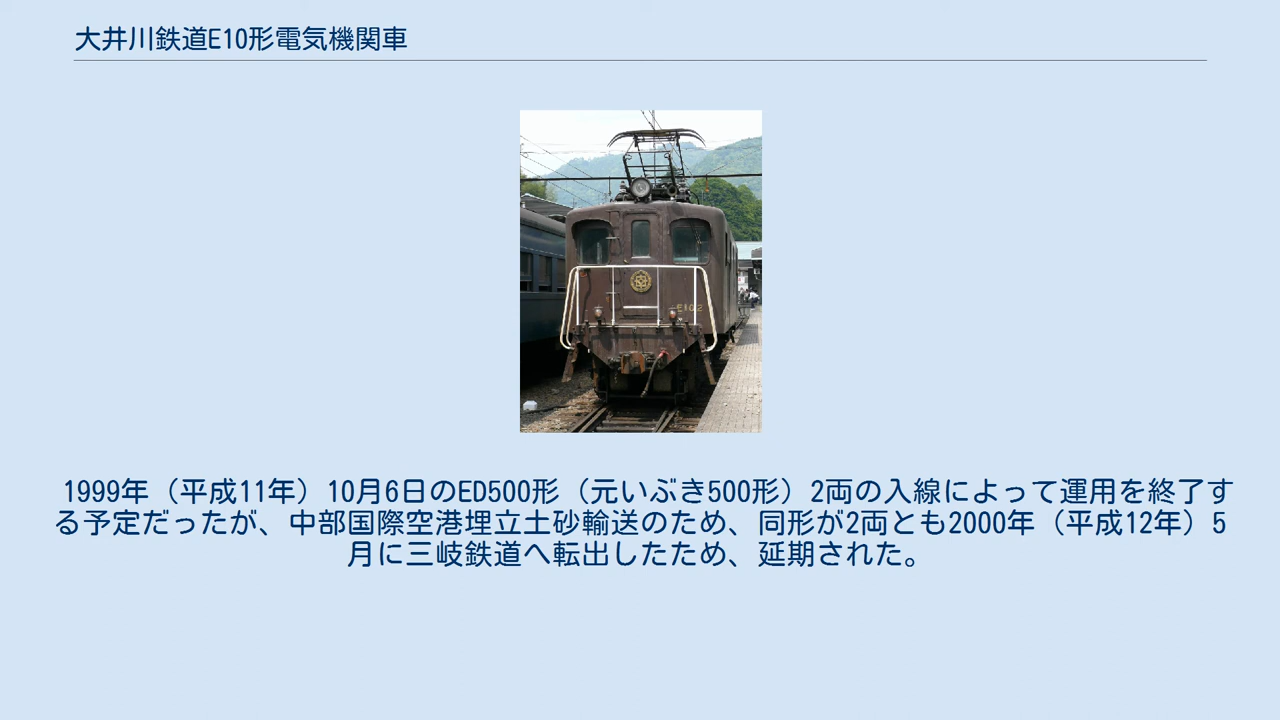 大井川鉄道E10形電気機関車
E102
1999年（平成11年）10月6日のED500形（元いぶき500形）2両の入線によって運用を終了す
る予定だったが、中部国際空港埋立土砂輸送のため、同形が2両とも2000年（平成12年）5
月に三岐鉄道へ転出したため、延期された。